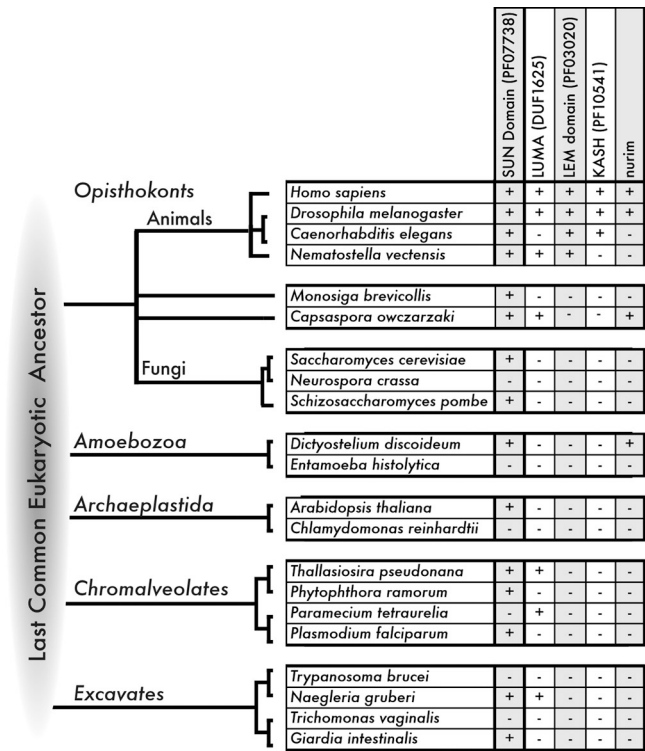 SUN Domain (PF07738)
LUMA (DUF1625)
LEM domain (PF03020)
KASH (PF10541)
nurim
Last Common Eukaryotic Ancestor
Opisthokonts
Animals
Homo sapiens + + + + +
Drosophila melanogaster + + + + +
Caenorhabditis elegans + - + + -
Nematostella vectensis + + + - -
Monosiga brevicollis + - - - -
Capsaspora owczarzaki + + - - +
Fungi
Saccharomyces cerevisiae + - - - -
Neurospora crassa - - - - -
Schizosaccharomyces pombe + - - - -
Amoebozoa
Dictyostelium discoideum + - - - +
Entamoeba histolytica - - - - -
Archaeplastida
Arabidopsis thaliana + - - - -
Chlamydomonas reinhardtii - - - - -
Chromalveolates
Thallasiosira pseudonana + + - - -
Phytophthora ramorum + - - - -
Paramecium tetraurelia - + - - -
Plasmodium falciparum + - - - -
Excavates
Trypanosoma brucei - - - - -
Naegleria gruberi + + - - -
Trichomonas vaginalis - - - - -
Giardia intestinalis + - - - -